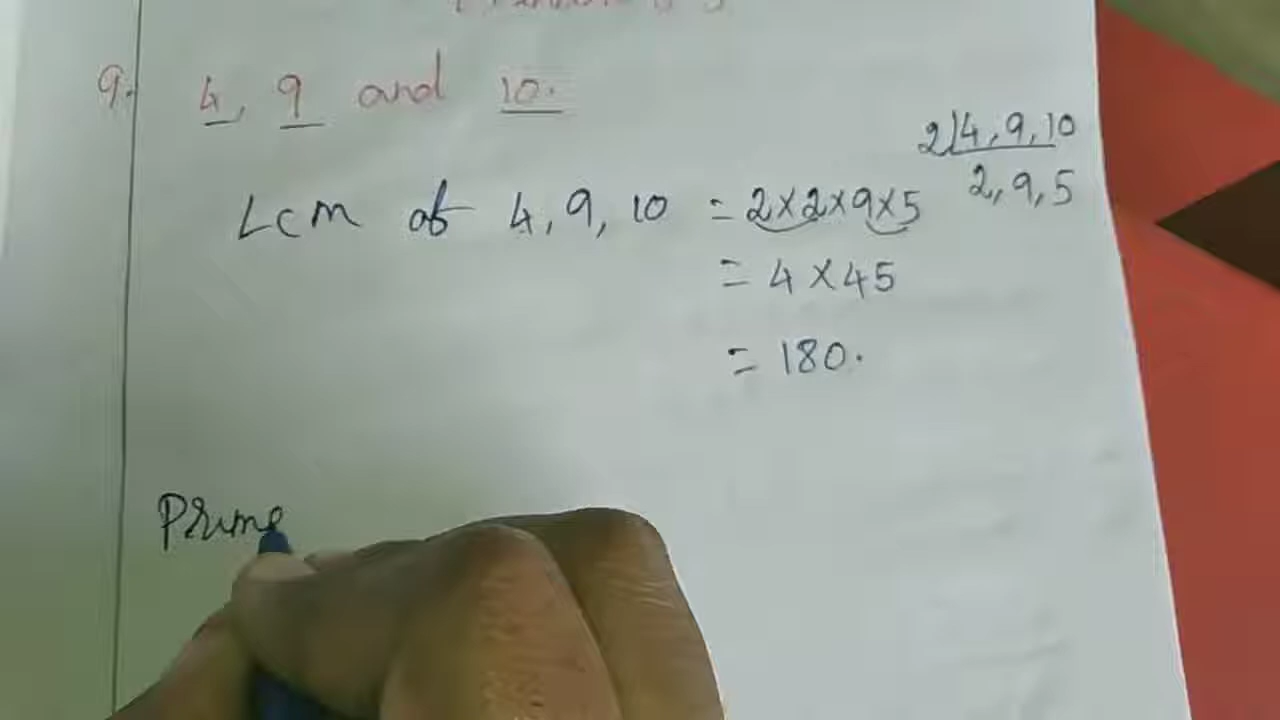 9. 4, 9 and 10.
2)4, 9, 10
2, 9, 5
LCM of 4, 9, 10 = 2×2×9×5
= 4×45
= 180.
Prime